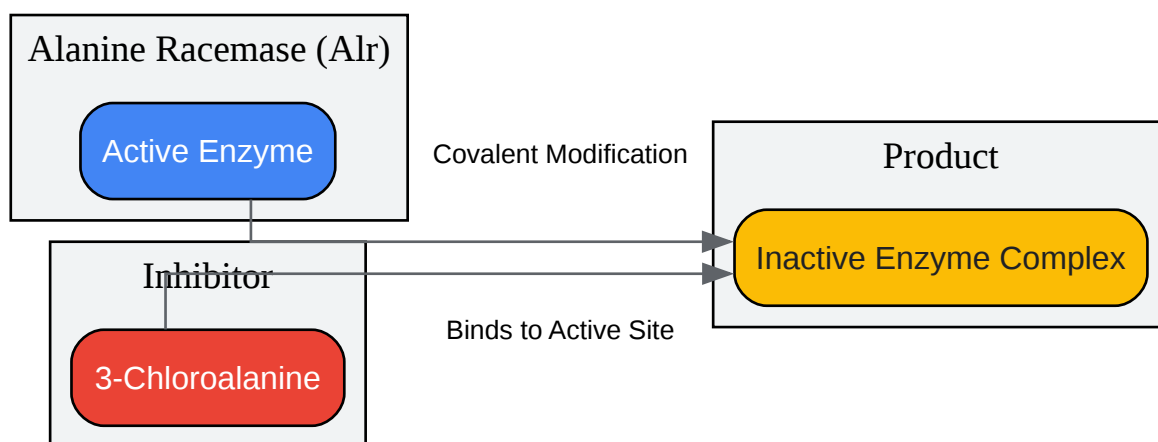 Alanine Racemase (Alr)
Active Enzyme
Covalent Modification
Product
Inactive Enzyme Complex
Inhibitor
Binds to Active Site
3-Chloroalanine